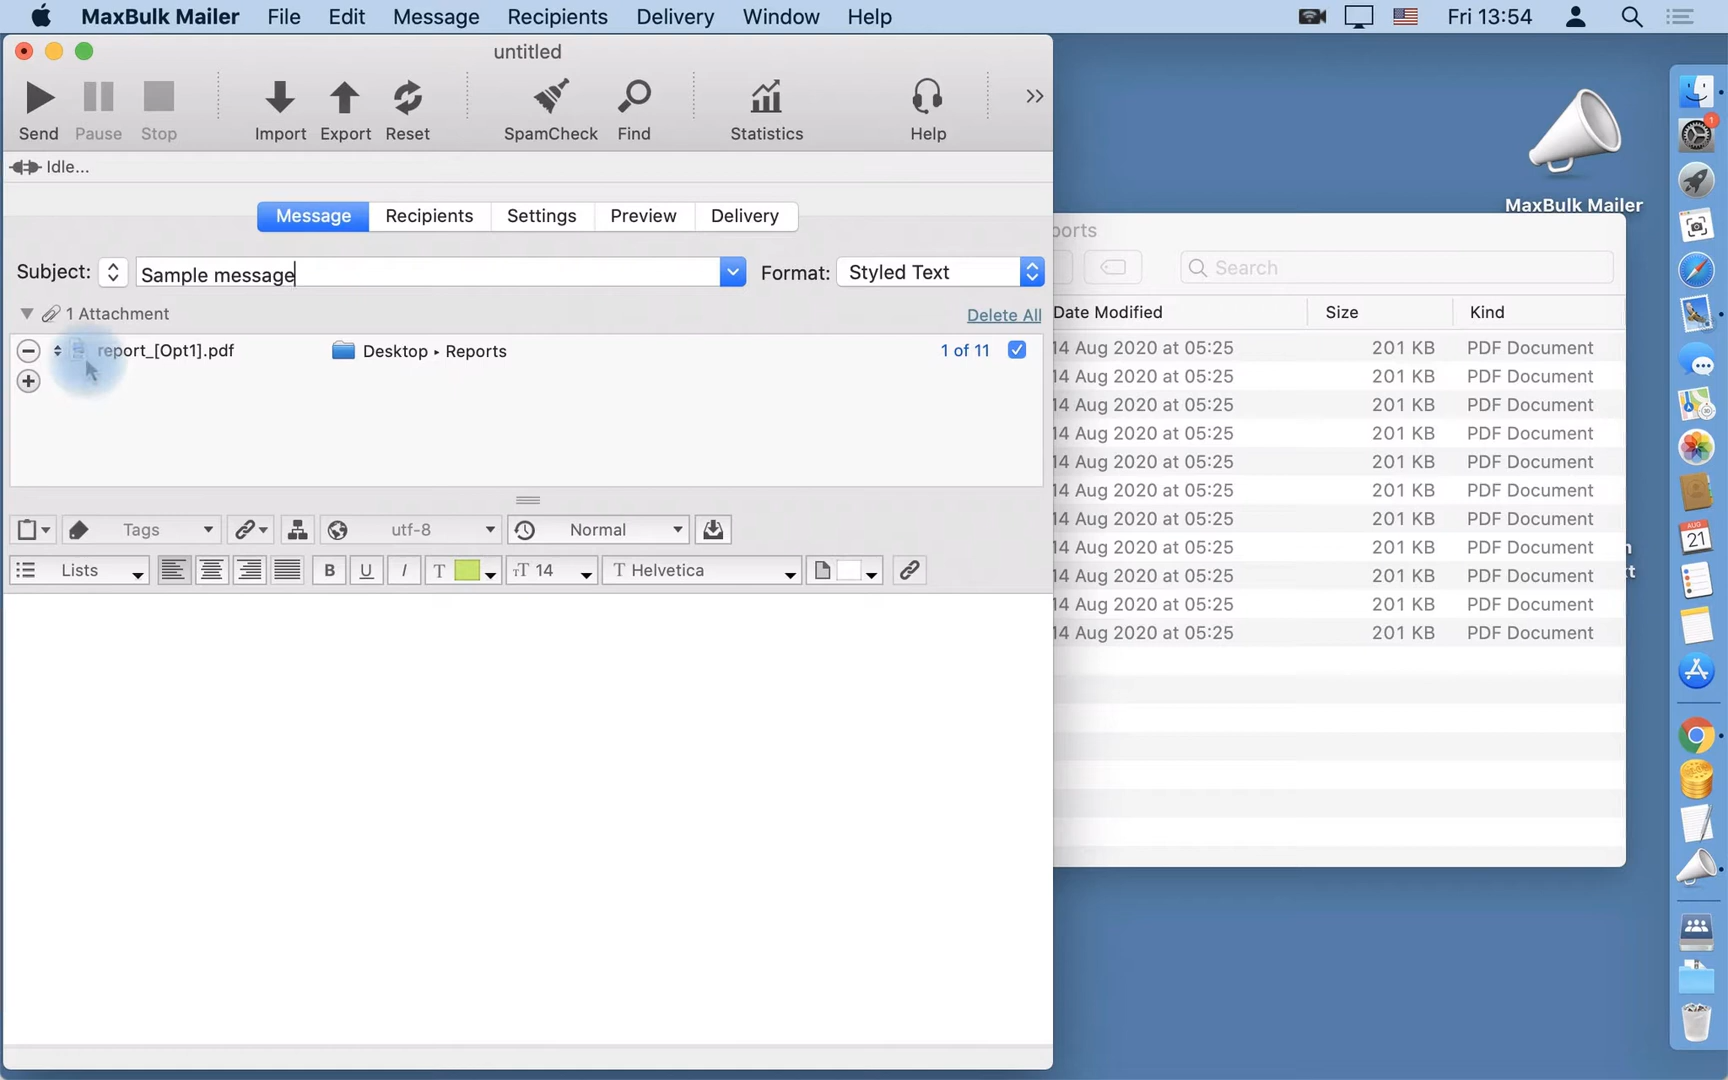 MaxBulk Mailer File Edit Message Recipients Delivery Window Help Fri 13:54
untitled
Send Pause Stop Import Export Reset SpamCheck Find Statistics Help
Idle...
Message Recipients Settings Preview Delivery
Subject: Sample message Format: Styled Text
1 Attachment Delete All
report_[Opt1].pdf Desktop ▸ Reports 1 of 11
Tags utf-8 Normal
Lists B U I T 14 Helvetica
MaxBulk Mailer
Search
Date Modified Size Kind
14 Aug 2020 at 05:25 201 KB PDF Document
14 Aug 2020 at 05:25 201 KB PDF Document
14 Aug 2020 at 05:25 201 KB PDF Document
14 Aug 2020 at 05:25 201 KB PDF Document
14 Aug 2020 at 05:25 201 KB PDF Document
14 Aug 2020 at 05:25 201 KB PDF Document
14 Aug 2020 at 05:25 201 KB PDF Document
14 Aug 2020 at 05:25 201 KB PDF Document
14 Aug 2020 at 05:25 201 KB PDF Document
14 Aug 2020 at 05:25 201 KB PDF Document
14 Aug 2020 at 05:25 201 KB PDF Document
1
AUG
21